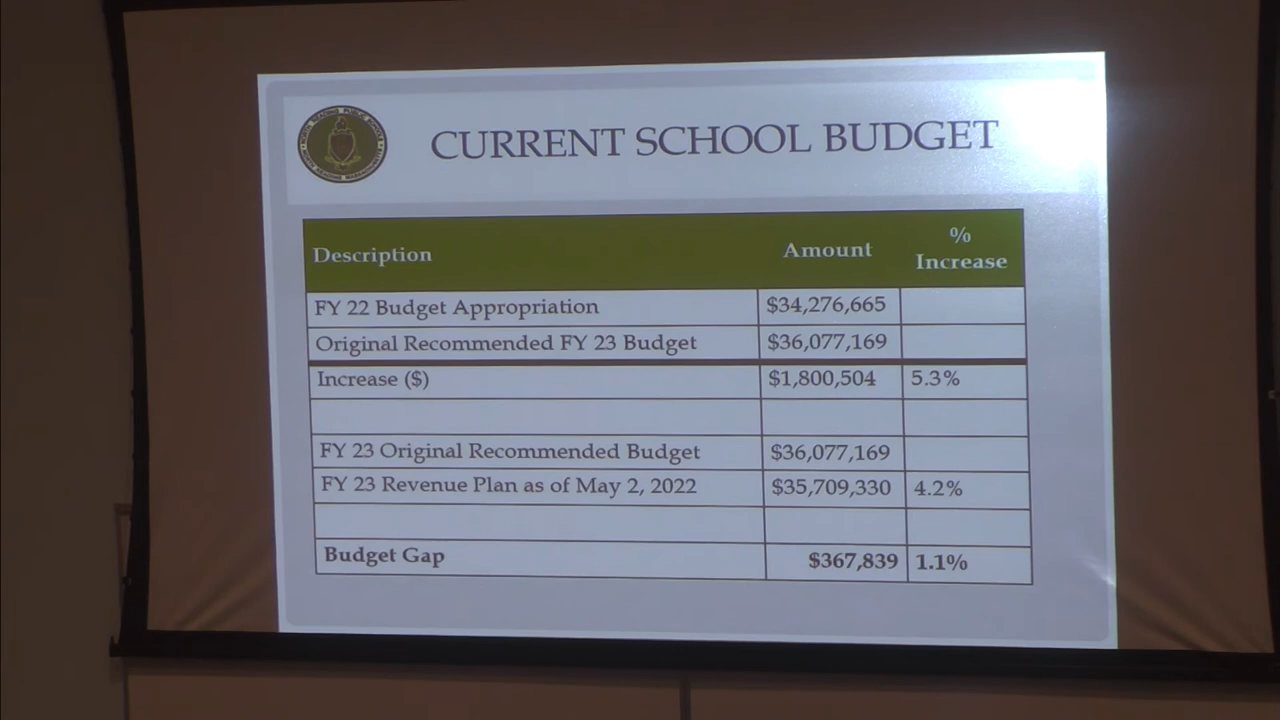 CURRENT SCHOOL BUDGET
Description Amount % Increase
FY 22 Budget Appropriation $34,276,665
Original Recommended FY 23 Budget $36,077,169
Increase ($) $1,800,504 5.3%
FY 23 Original Recommended Budget $36,077,169
FY 23 Revenue Plan as of May 2, 2022 $35,709,330 4.2%
Budget Gap $367,839 1.1%